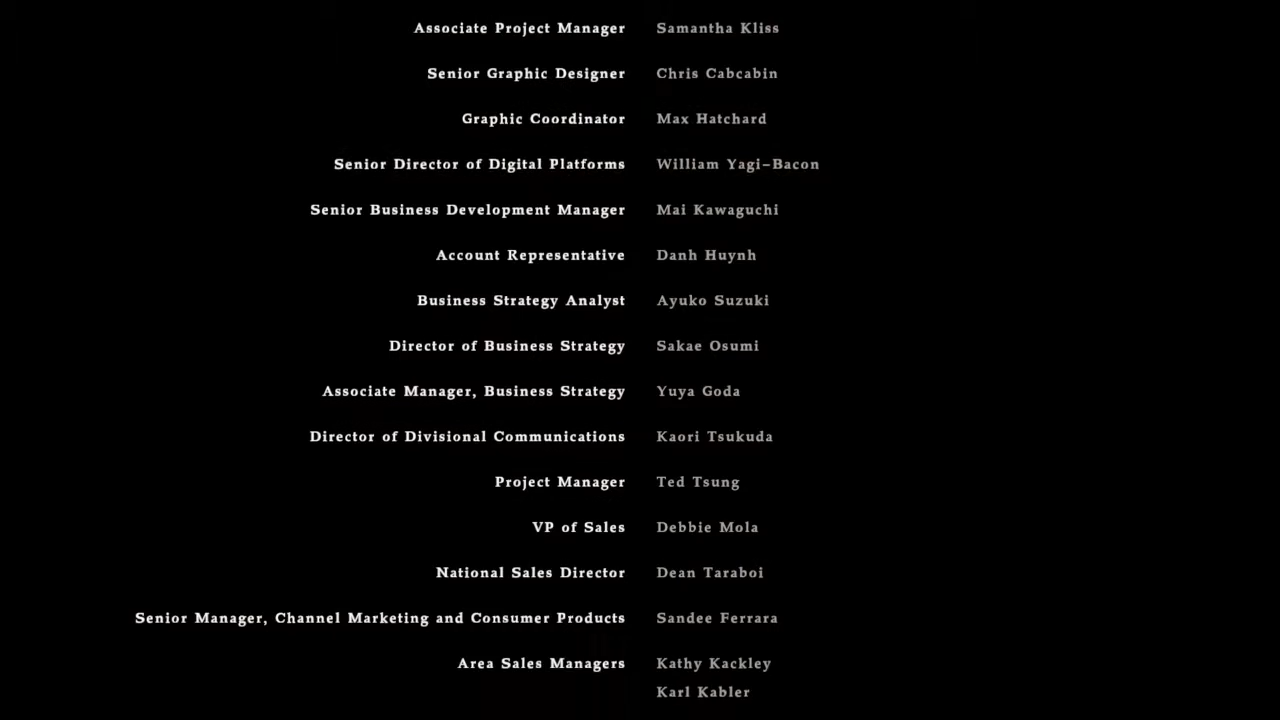 Associate Project Manager Samantha Kliss
Senior Graphic Designer Chris Cabcabin
Graphic Coordinator Max Hatchard
Senior Director of Digital Platforms William Yagi-Bacon
Senior Business Development Manager Mai Kawaguchi
Account Representative Danh Huynh
Business Strategy Analyst Ayuko Suzuki
Director of Business Strategy Sakae Osumi
Associate Manager, Business Strategy Yuya Goda
Director of Divisional Communications Kaori Tsukuda
Project Manager Ted Tsung
VP of Sales Debbie Mola
National Sales Director Dean Taraboi
Senior Manager, Channel Marketing and Consumer Products Sandee Ferrara
Area Sales Managers Kathy Kackley
Karl Kabler